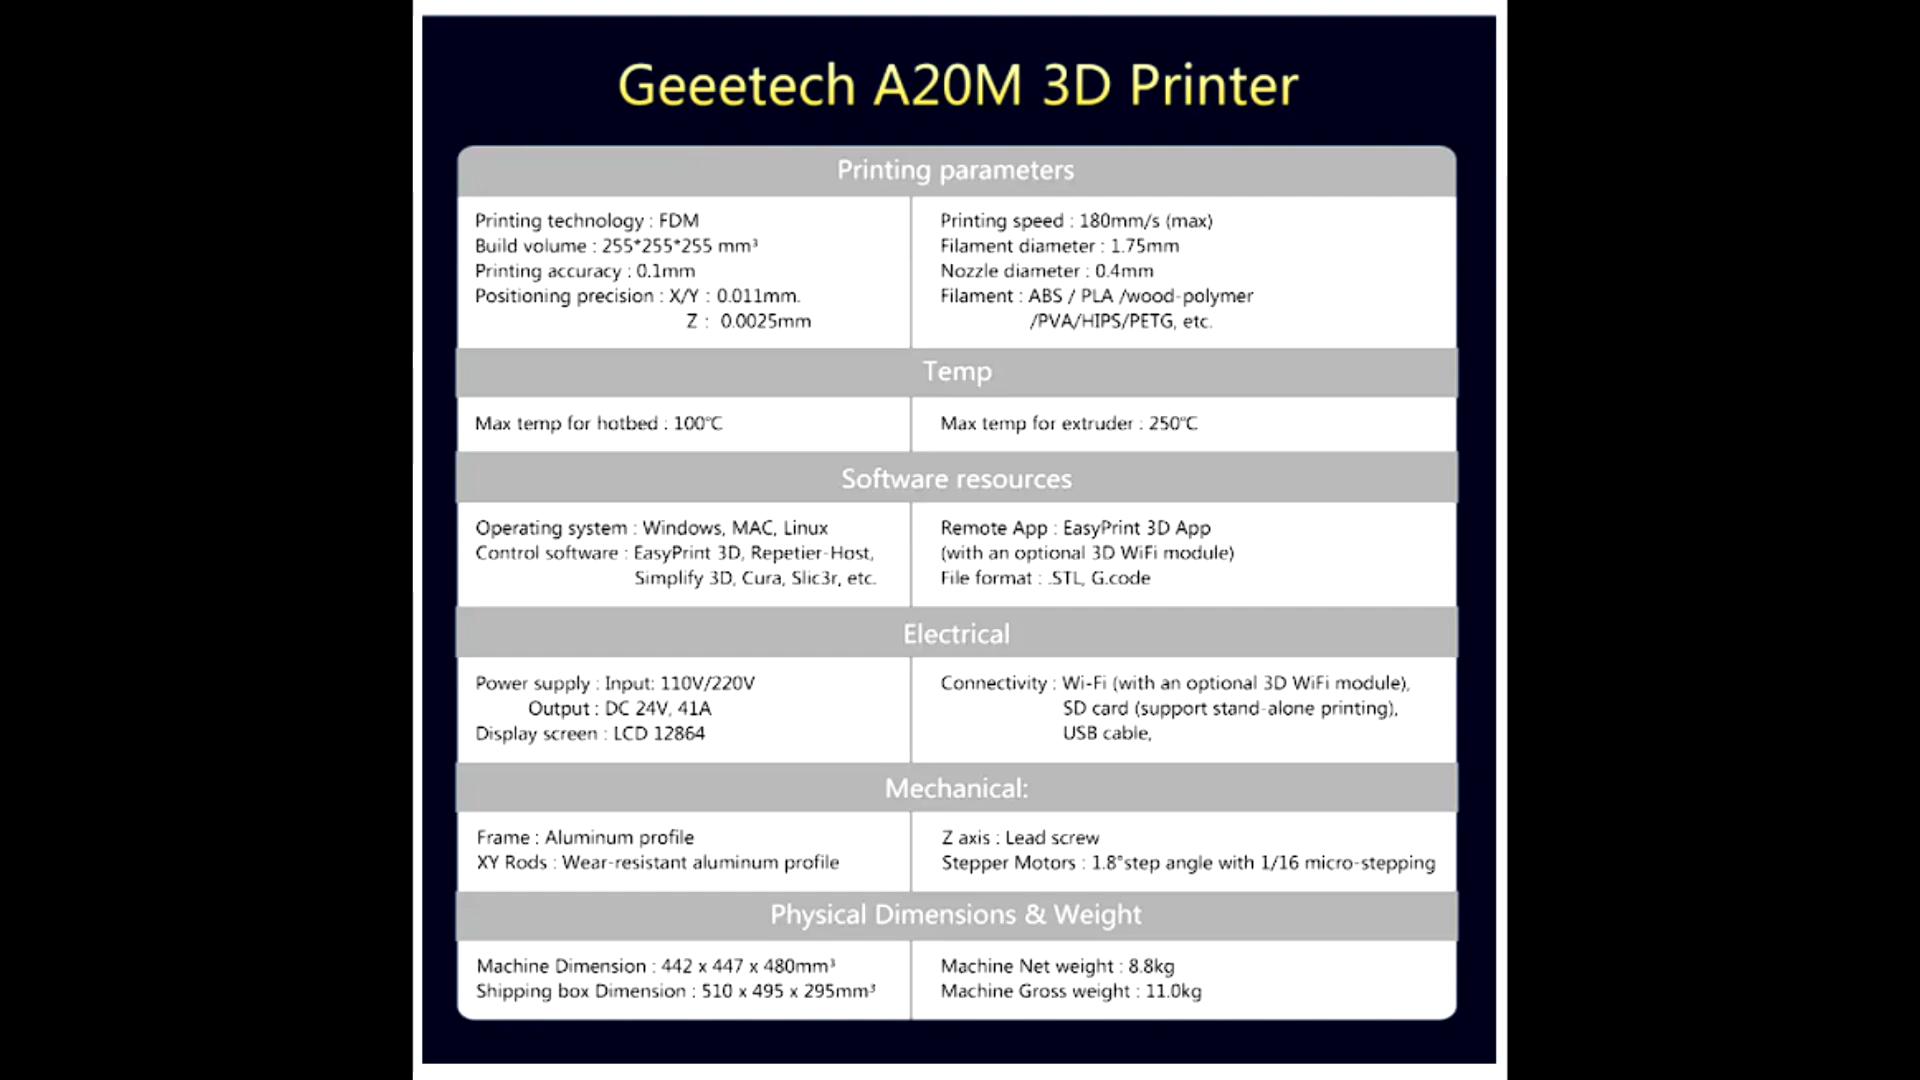 Geeetech A20M 3D Printer
Printing parameters
Printing technology : FDM
Build volume : 255*255*255 mm³
Printing accuracy : 0.1mm
Positioning precision : X/Y : 0.011mm.
Z : 0.0025mm
Printing speed : 180mm/s (max)
Filament diameter : 1.75mm
Nozzle diameter : 0.4mm
Filament : ABS / PLA /wood-polymer
/PVA/HIPS/PETG, etc.
Temp
Max temp for hotbed : 100℃
Max temp for extruder : 250℃
Software resources
Operating system : Windows, MAC, Linux
Control software : EasyPrint 3D, Repetier-Host,
Simplify 3D, Cura, Slic3r, etc.
Remote App : EasyPrint 3D App
(with an optional 3D WiFi module)
File format : .STL, G.code
Electrical
Power supply : Input: 110V/220V
Output : DC 24V, 41A
Display screen : LCD 12864
Connectivity : Wi-Fi (with an optional 3D WiFi module),
SD card (support stand-alone printing),
USB cable,
Mechanical:
Frame : Aluminum profile
XY Rods : Wear-resistant aluminum profile
Z axis : Lead screw
Stepper Motors : 1.8°step angle with 1/16 micro-stepping
Physical Dimensions & Weight
Machine Dimension : 442 x 447 x 480mm³
Shipping box Dimension : 510 x 495 x 295mm³
Machine Net weight : 8.8kg
Machine Gross weight : 11.0kg